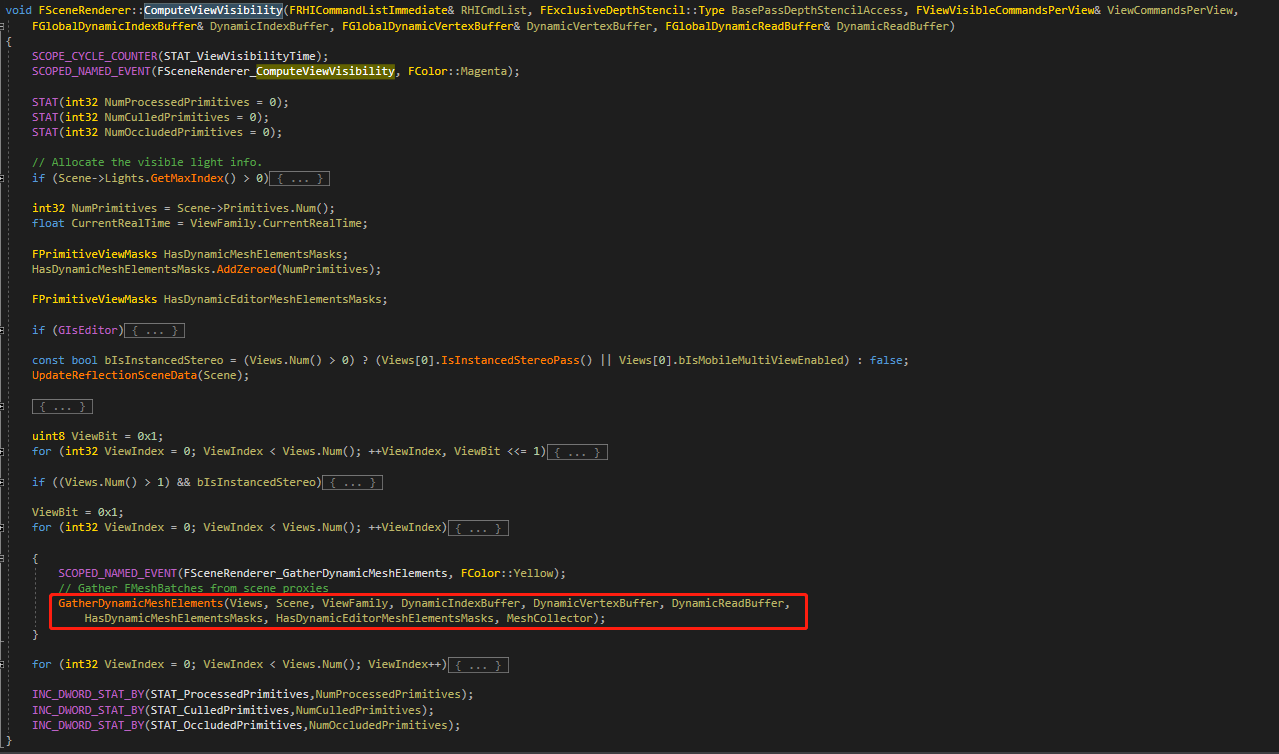 void FSceneRenderer::ComputeViewVisibility(FRHICommandListImmediate& RHICmdList, FExclusiveDepthStencil::Type BasePassDepthStencilAccess, FViewVisibleCommandsPerView& ViewCommandsPerView,
FGlobalDynamicIndexBuffer& DynamicIndexBuffer, FGlobalDynamicVertexBuffer& DynamicVertexBuffer, FGlobalDynamicReadBuffer& DynamicReadBuffer)
{
SCOPE_CYCLE_COUNTER(STAT_ViewVisibilityTime);
SCOPED_NAMED_EVENT(FSceneRenderer_ComputeViewVisibility, FColor::Magenta);
STAT(int32 NumProcessedPrimitives = 0);
STAT(int32 NumCulledPrimitives = 0);
STAT(int32 NumOccludedPrimitives = 0);
// Allocate the visible light info.
if (Scene->Lights.GetMaxIndex() > 0){ ... }
int32 NumPrimitives = Scene->Primitives.Num();
float CurrentRealTime = ViewFamily.CurrentRealTime;
FPrimitiveViewMasks HasDynamicMeshElementsMasks;
HasDynamicMeshElementsMasks.AddZeroed(NumPrimitives);
FPrimitiveViewMasks HasDynamicEditorMeshElementsMasks;
if (GIsEditor){ ... }
const bool bIsInstancedStereo = (Views.Num() > 0) ? (Views[0].IsInstancedStereoPass() || Views[0].bIsMobileMultiViewEnabled) : false;
UpdateReflectionSceneData(Scene);
{ ... }
uint8 ViewBit = 0x1;
for (int32 ViewIndex = 0; ViewIndex < Views.Num(); ++ViewIndex, ViewBit <<= 1){ ... }
if ((Views.Num() > 1) && bIsInstancedStereo){ ... }
ViewBit = 0x1;
for (int32 ViewIndex = 0; ViewIndex < Views.Num(); ++ViewIndex){ ... }
{
SCOPED_NAMED_EVENT(FSceneRenderer_GatherDynamicMeshElements, FColor::Yellow);
// Gather FMeshBatches from scene proxies
GatherDynamicMeshElements(Views, Scene, ViewFamily, DynamicIndexBuffer, DynamicVertexBuffer, DynamicReadBuffer,
HasDynamicMeshElementsMasks, HasDynamicEditorMeshElementsMasks, MeshCollector);
}
for (int32 ViewIndex = 0; ViewIndex < Views.Num(); ViewIndex++){ ... }
INC_DWORD_STAT_BY(STAT_ProcessedPrimitives,NumProcessedPrimitives);
INC_DWORD_STAT_BY(STAT_CulledPrimitives,NumCulledPrimitives);
INC_DWORD_STAT_BY(STAT_OccludedPrimitives,NumOccludedPrimitives);
}